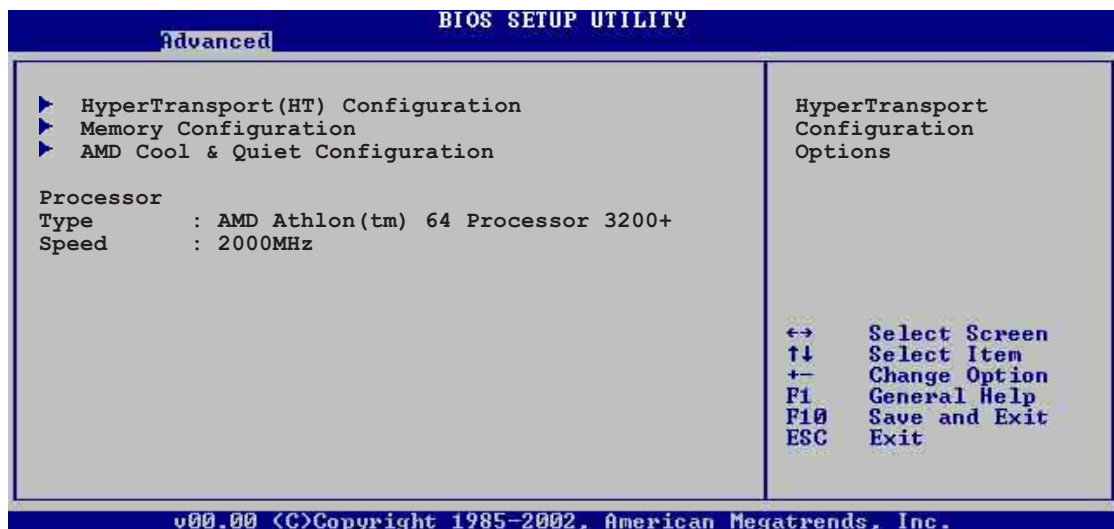 BIOS SETUP UTILITY
Advanced
HyperTransport(HT) Configuration
Memory Configuration
AMD Cool & Quiet Configuration
Processor
Type : AMD Athlon(tm) 64 Processor 3200+
Speed : 2000MHz
HyperTransport
Configuration
Options
←→ Select Screen
↑↓ Select Item
+- Change Option
F1 General Help
F10 Save and Exit
ESC Exit
v00.00 (C)Copyright 1985-2002, American Megatrends, Inc.